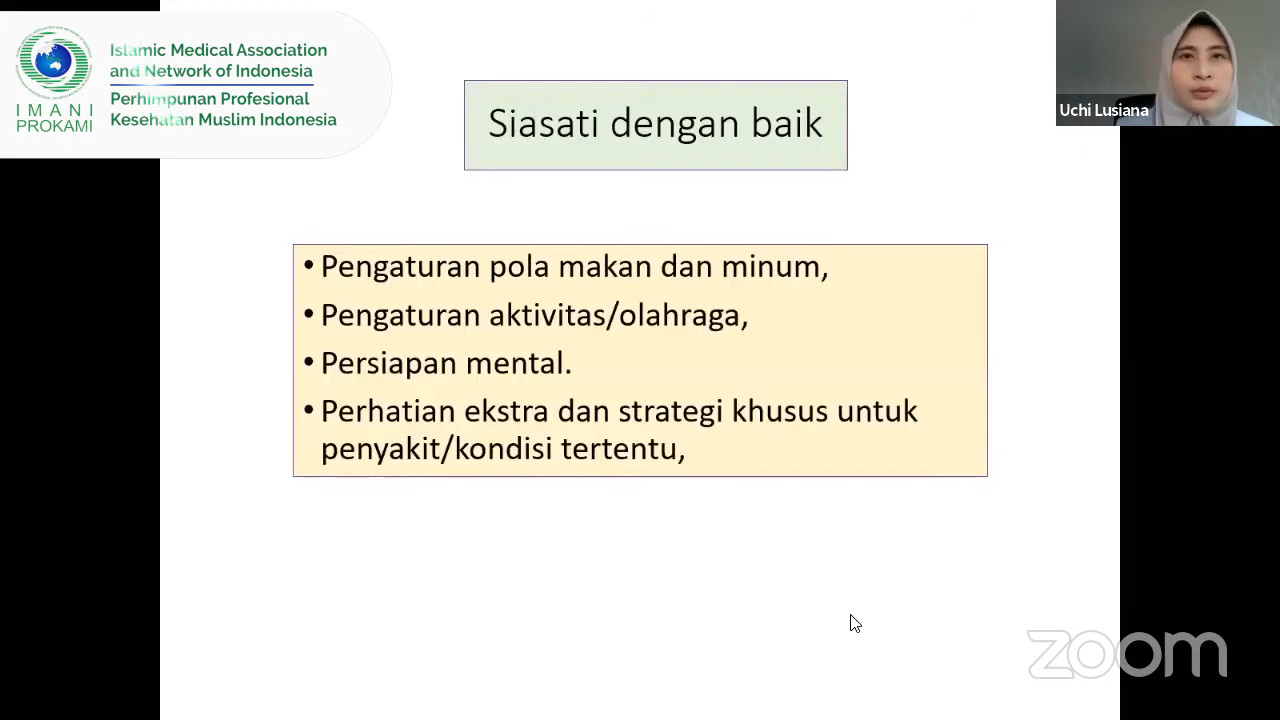 Islamic Medical Association
and Network of Indonesia
Perhimpunan Profesional
Kesehatan Muslim Indonesia
IMANI
PROKAMI
Siasati dengan baik
Uchi Lusiana
• Pengaturan pola makan dan minum,
• Pengaturan aktivitas/olahraga,
• Persiapan mental.
• Perhatian ekstra dan strategi khusus untuk
penyakit/kondisi tertentu,
zoom